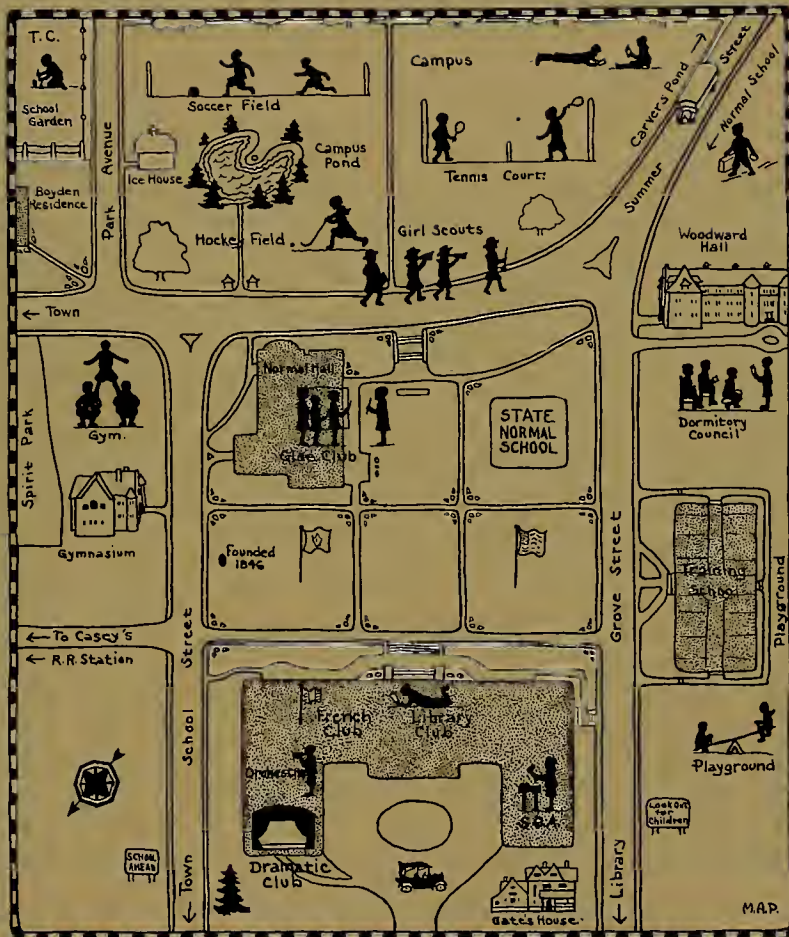 T.C.
School
Garden
Boyden
Residence
Park Avenue
Ice House
Soccer Field
Campus
Pond
Hockey Field
Campus
Tennis Court
Girl Scouts
Carver's Pond
Summer Street
Normal School
Woodward
Hall
← Town
Gym.
Spirit Park
Gymnasium
Normal Hall
Glee Club
STATE
NORMAL
SCHOOL
Dormitory
Council
Founded
1846
Grove Street
Training
School
Playground
← To Casey's
← R.R. Station
School Street
French
Club
Library
Club
Orchestra
S.C.A.
Dramatic
Club
Playground
Look Out
for
Children
SCHOOL
AHEAD
← Town
Gates House
← Library
M.A.P.